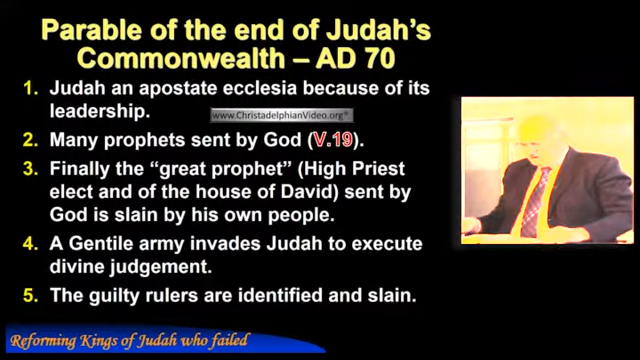 Parable of the end of Judah's
Commonwealth – AD 70
1. Judah an apostate ecclesia because of its
leadership.
www.ChristadelphianVideo.org
2. Many prophets sent by God (V.19).
3. Finally the “great prophet” (High Priest
elect and of the house of David) sent by
God is slain by his own people.
4. A Gentile army invades Judah to execute
divine judgement.
5. The guilty rulers are identified and slain.
Reforming Kings of Judah who failed